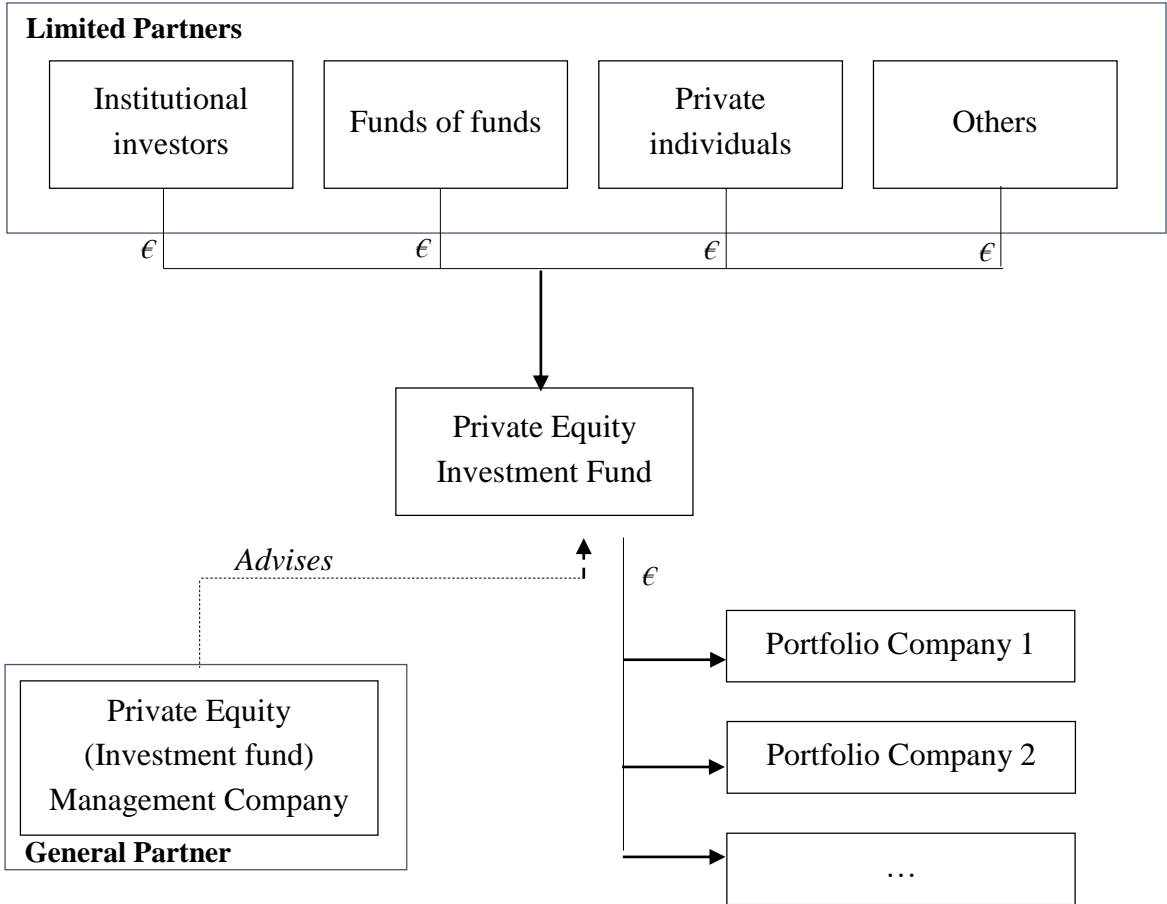 Limited Partners
Institutional
investors
Funds of funds
Private
individuals
Others
€
€
€
€
Private Equity
Investment Fund
Advises
€
Portfolio Company 1
Private Equity
(Investment fund)
Management Company
General Partner
Portfolio Company 2
…